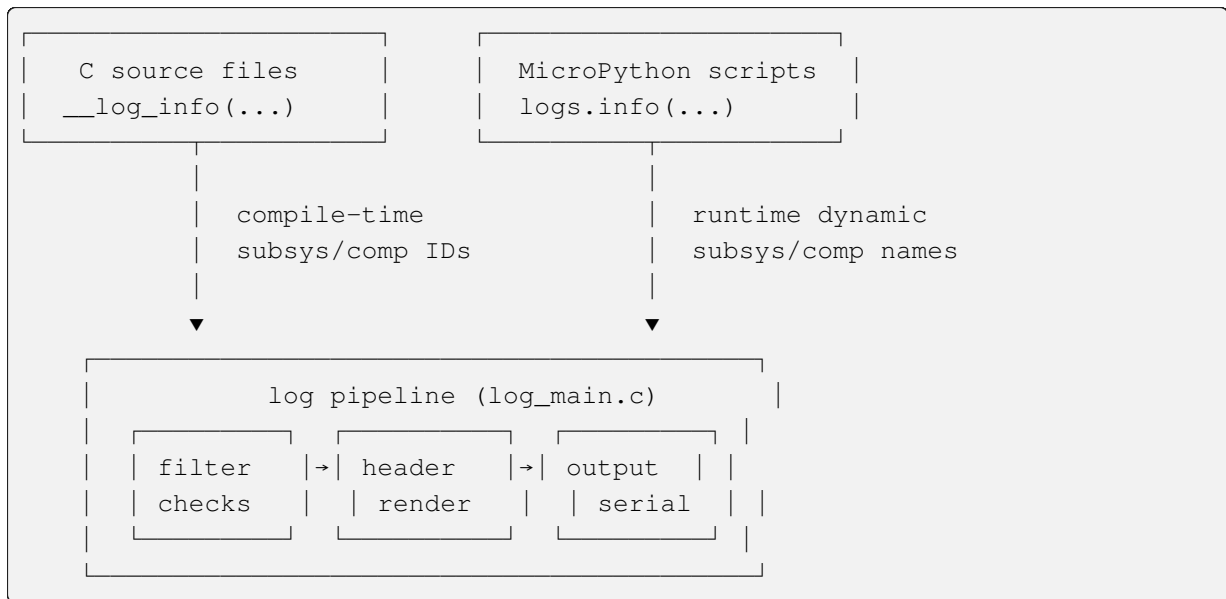 C source files MicroPython scripts
__log_info(...) logs.info(...)
compile-time runtime dynamic
subsys/comp IDs subsys/comp names
log pipeline (log_main.c)
filter → header → output
checks render serial